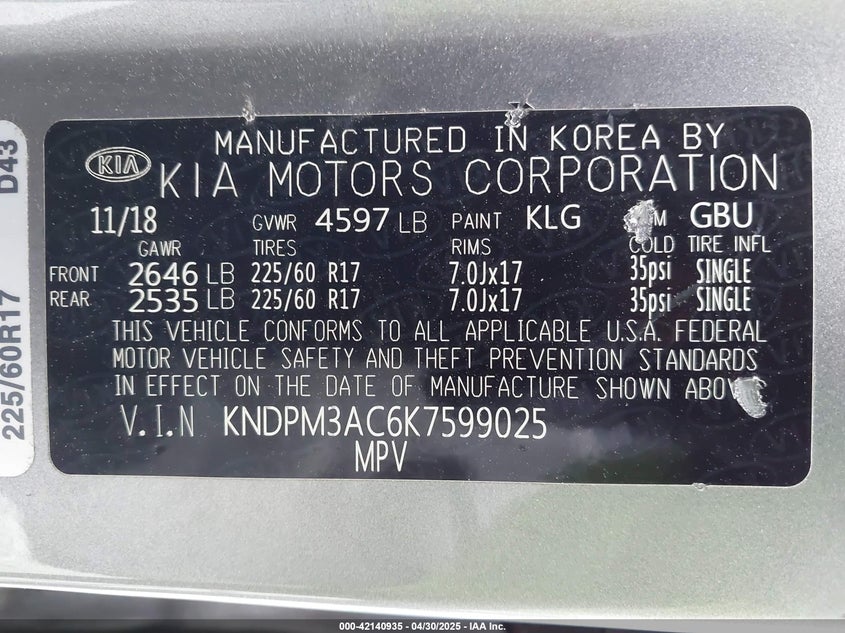 MANUFACTURED IN KOREA BY
KIA KIA MOTORS CORPORATION
11/18 GVWR 4597 LB PAINT KLG GBU
GAWR TIRES RIMS COLD TIRE INFL
FRONT 2646 LB 225/60 R17 7.0Jx17 35psi SINGLE
REAR 2535 LB 225/60 R17 7.0Jx17 35psi SINGLE
THIS VEHICLE CONFORMS TO ALL APPLICABLE U.S.A. FEDERAL
MOTOR VEHICLE SAFETY AND THEFT PREVENTION STANDARDS
IN EFFECT ON THE DATE OF MANUFACTURE SHOWN ABOVE
V.I.N KNDPM3AC6K7599025
MPV
225/60R17 D43
000-42140935 - 04/30/2025 - IAA Inc.